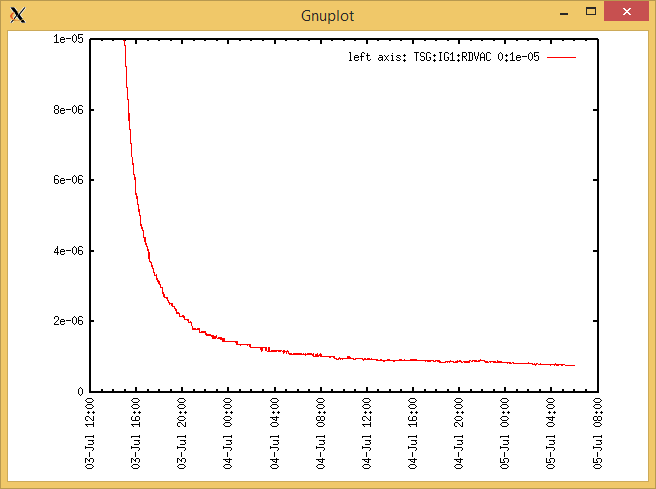 Gnuplot
left axis: TSG:IG1:RDVAC 0:1e-05
1e-05
8e-06
6e-06
4e-06
2e-06
0
03-Jul 12:00
03-Jul 16:00
03-Jul 20:00
04-Jul 00:00
04-Jul 04:00
04-Jul 08:00
04-Jul 12:00
04-Jul 16:00
04-Jul 20:00
05-Jul 00:00
05-Jul 04:00
05-Jul 08:00